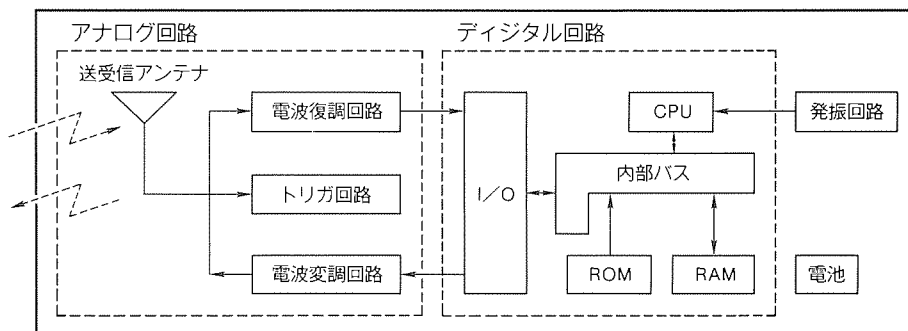 アナログ回路
ディジタル回路
送受信アンテナ
電波復調回路
CPU
発振回路
内部バス
トリガ回路
I/O
電波変調回路
ROM
RAM
電池